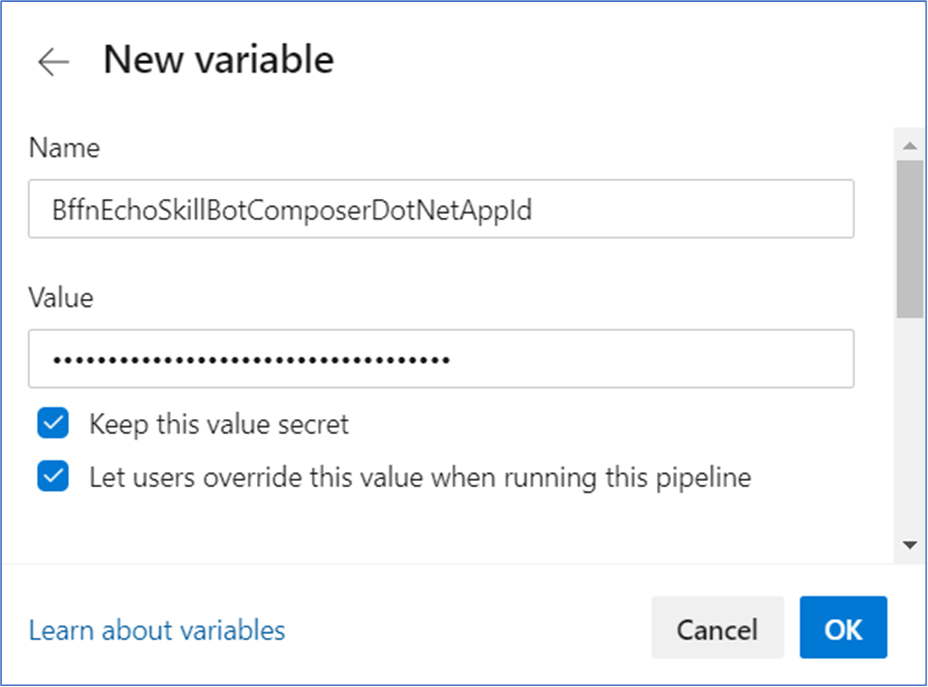 New variable
Name
BffnEchoSkillBotComposerDotNetAppId
Value
••••••••••••••••••••••••••••••••••••
Keep this value secret
Let users override this value when running this pipeline
Learn about variables
Cancel
OK